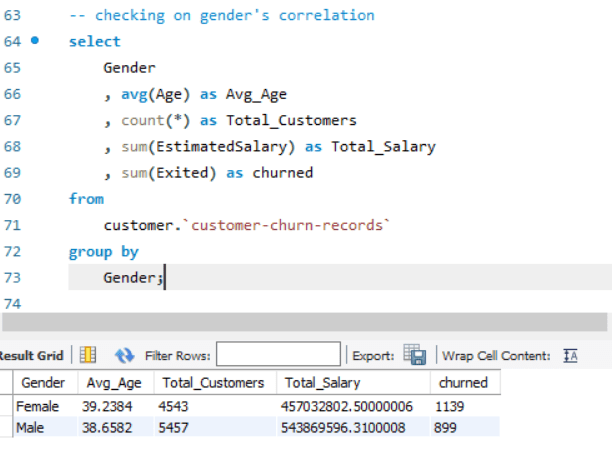 63 -- checking on gender's correlation
64 select
65 Gender
66 , avg(Age) as Avg_Age
67 , count(*) as Total_Customers
68 , sum(EstimatedSalary) as Total_Salary
69 , sum(Exited) as churned
70 from
71 customer.`customer-churn-records`
72 group by
73 Gender;
74
Result Grid Filter Rows: Export: Wrap Cell Content: IA
Gender Avg_Age Total_Customers Total_Salary churned
Female 39.2384 4543 457032802.50000006 1139
Male 38.6582 5457 543869596.3100008 899